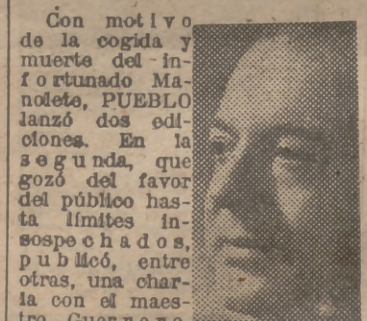 Con motivo
de la cogida y
muerte del in-
fortunado Ma-
nolete, PUEBLO
lanzó dos edi-
ciones. En la
segunda, que
gozó del favor
del público has-
ta límites in-
sospechados,
publicó, entre
otras, una char-
la con el maes-
tro Guerrero,